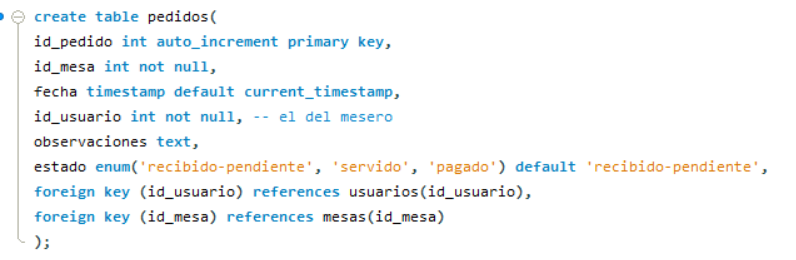 create table pedidos(
id_pedido int auto_increment primary key,
id_mesa int not null,
fecha timestamp default current_timestamp,
id_usuario int not null, -- el del mesero
observaciones text,
estado enum('recibido-pendiente', 'servido', 'pagado') default 'recibido-pendiente',
foreign key (id_usuario) references usuarios(id_usuario),
foreign key (id_mesa) references mesas(id_mesa)
);